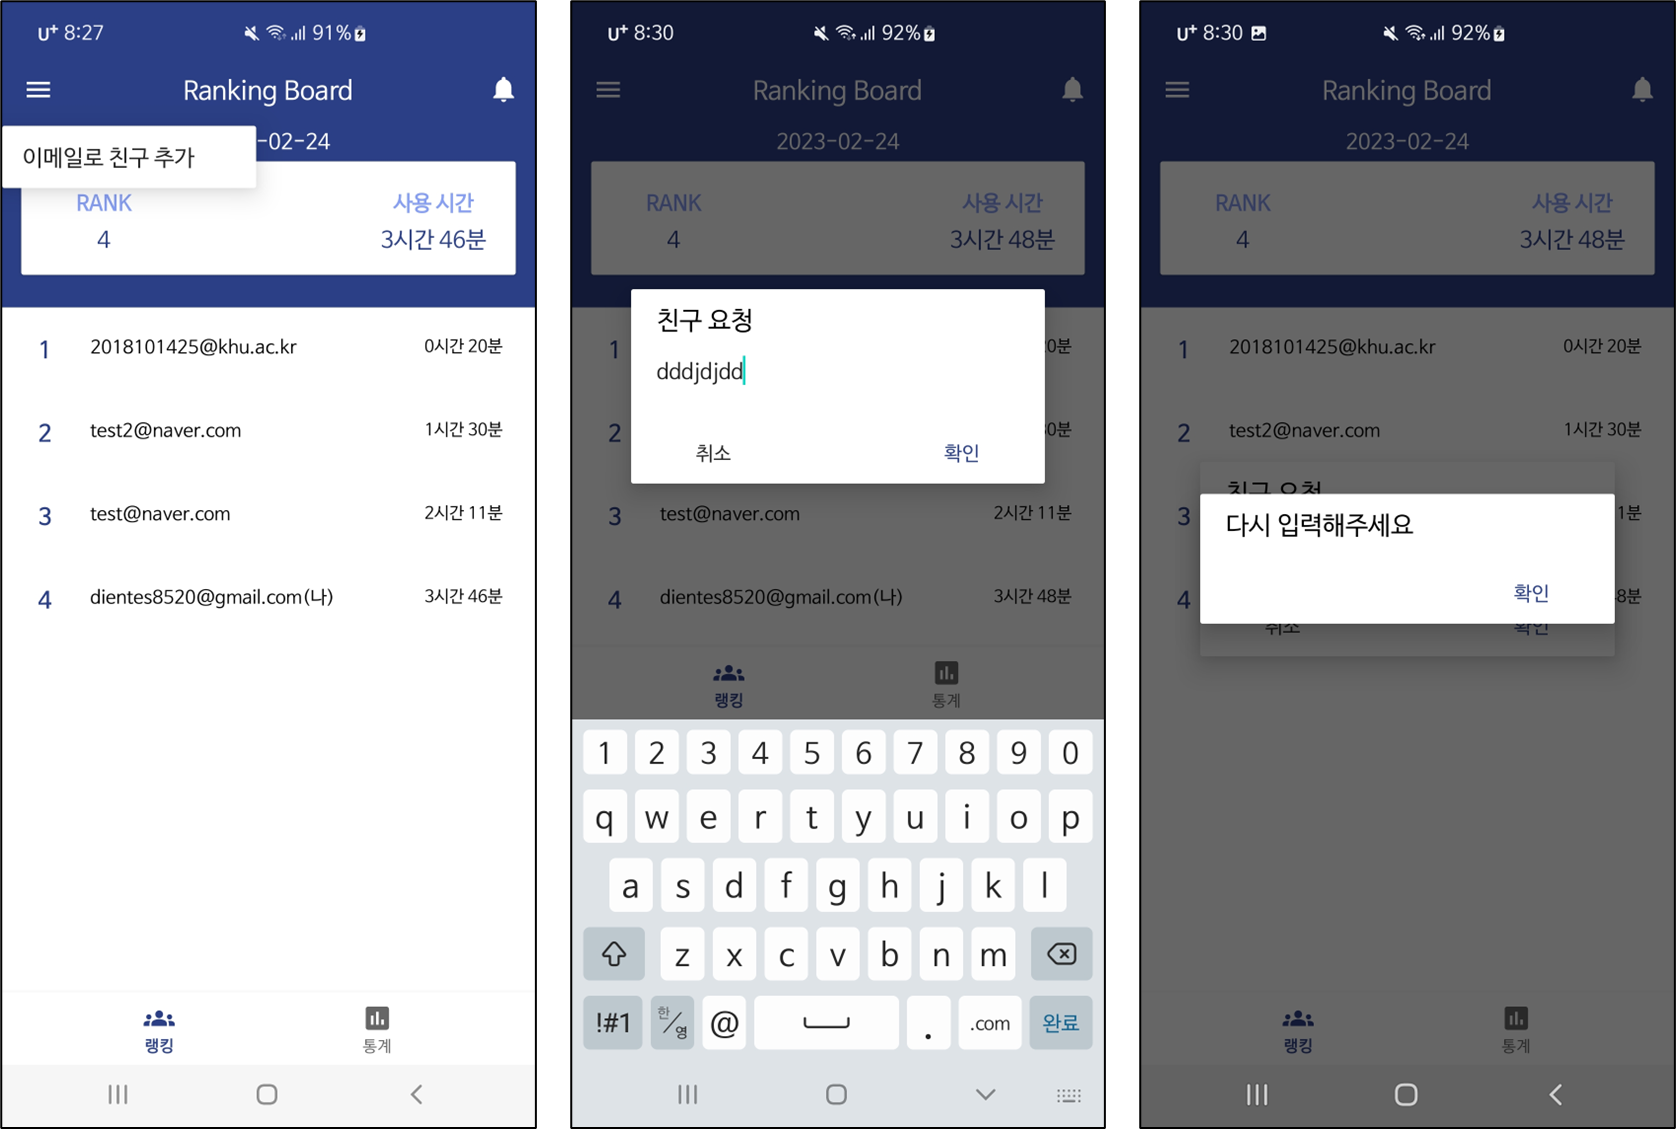 U+ 8:27 91%
Ranking Board
-02-24
이메일로 친구 추가
RANK 사용 시간
4 3시간 46분
1 2018101425@khu.ac.kr 0시간 20분
2 test2@naver.com 1시간 30분
3 test@naver.com 2시간 11분
4 dientes8520@gmail.com(나) 3시간 46분
랭킹 통계
U+ 8:30 92%
Ranking Board
2023-02-24
RANK 사용 시간
4 3시간 48분
친구 요청
1 0분
dddjdjdd
2 30분
취소 확인
3 test@naver.com 2시간 11분
4 dientes8520@gmail.com(나) 3시간 48분
랭킹 통계
1 2 3 4 5 6 7 8 9 0
q w e r t y u i o p
a s d f g h j k l
z x c v b n m
!#1 한/영 @ . .com 완료
U+ 8:30 92%
Ranking Board
2023-02-24
RANK 사용 시간
4 3시간 48분
1 2018101425@khu.ac.kr 0시간 20분
2 test2@naver.com 1시간 30분
친구 요청
3 1분
다시 입력해주세요
확인
4 8분
취소 확인
랭킹 통계